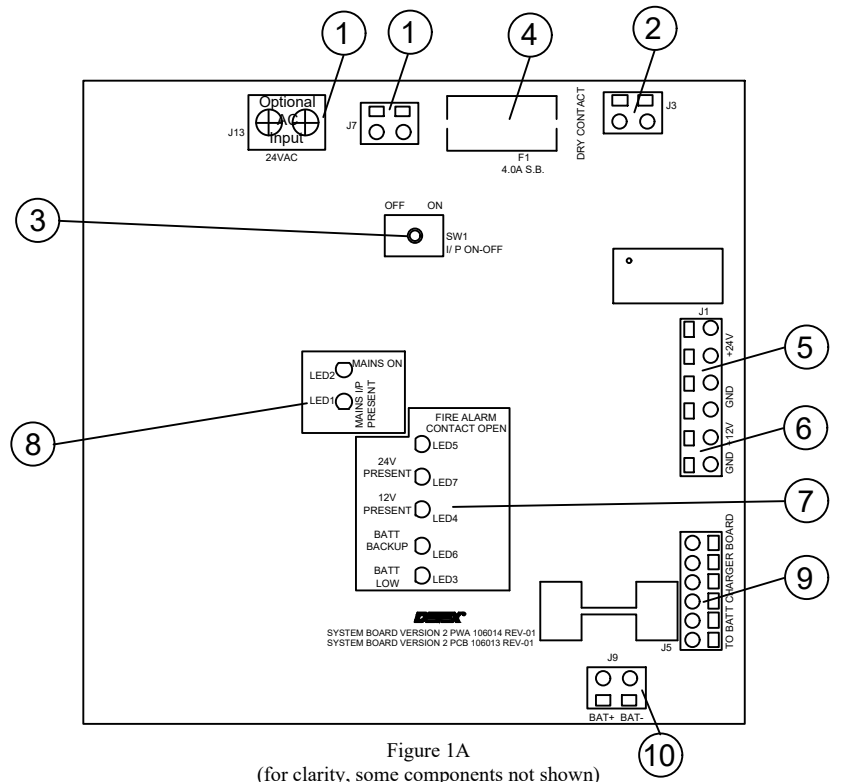 1
1
4
2
Optional
AC
Input
J13
24VAC
J7
F1
4.0A S.B.
DRY CONTACT
J3
3
OFF ON
SW1
I/ P ON-OFF
J1
+24V
GND
+12V
GND
5
6
LED2
MAINS ON
LED1
MAINS I/P
PRESENT
8
FIRE ALARM
CONTACT OPEN
LED5
24V
PRESENT
LED7
12V
PRESENT
LED4
7
BATT
BACKUP
LED6
BATT
LOW
LED3
TO BATT CHARGER BOARD
9
J5
DETEX
SYSTEM BOARD VERSION 2 PWA 106014 REV-01
SYSTEM BOARD VERSION 2 PCB 106013 REV-01
J9
BAT+ BAT-
10
Figure 1A
(for clarity, some components not shown)